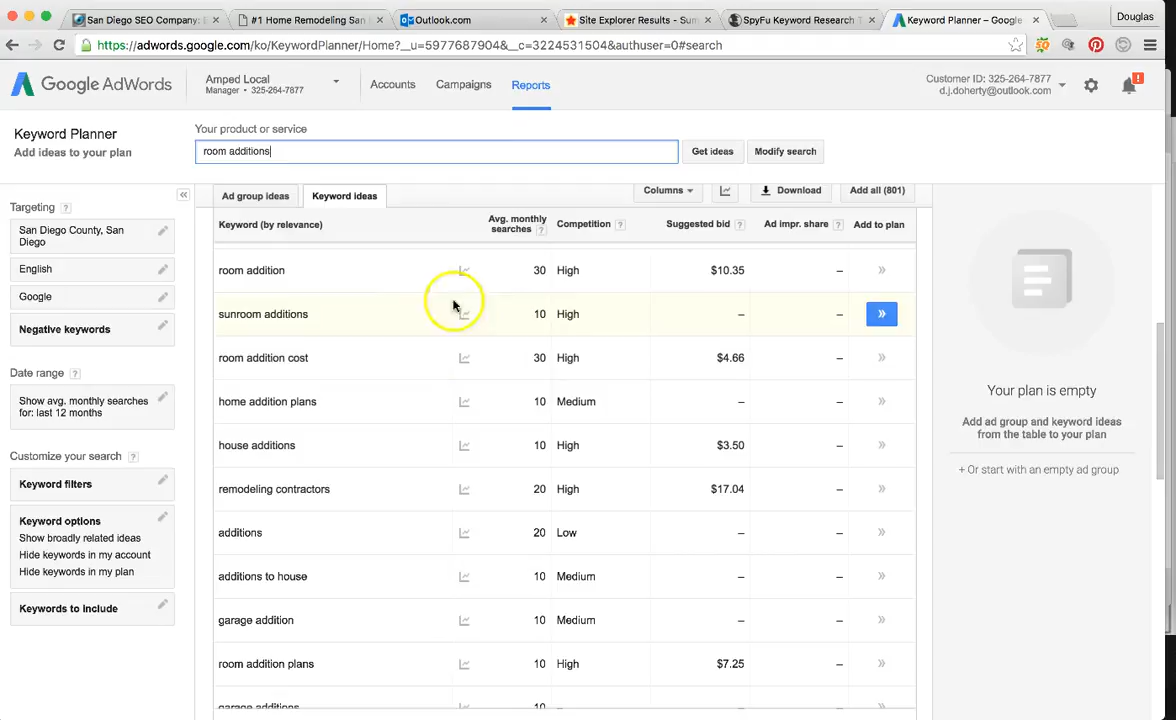 San Diego SEO Company: E
#1 Home Remodeling San
Outlook.com
Site Explorer Results - Sum
SpyFu Keyword Research T
Keyword Planner – Google
Douglas
https://adwords.google.com/ko/KeywordPlanner/Home?__u=5977687904&__c=3224531504&authuser=0#search
Google AdWords
Amped Local
Manager • 325-264-7877
Accounts
Campaigns
Reports
Customer ID: 325-264-7877
d.j.doherty@outlook.com
Keyword Planner
Add ideas to your plan
Your product or service
room additions
Get ideas
Modify search
Targeting ?
San Diego County, San
Diego
English
Google
Negative keywords
Date range ?
Show avg. monthly searches
for: last 12 months
Customize your search ?
Keyword filters
Keyword options
Show broadly related ideas
Hide keywords in my account
Hide keywords in my plan
Keywords to include
Ad group ideas
Keyword ideas
Columns
Download
Add all (801)
Keyword (by relevance) Avg. monthly searches ? Competition ? Suggested bid ? Ad impr. share ? Add to plan
room addition 30 High $10.35 – »
sunroom additions 10 High – – »
room addition cost 30 High $4.66 – »
home addition plans 10 Medium – – »
house additions 10 High $3.50 – »
remodeling contractors 20 High $17.04 – »
additions 20 Low – – »
additions to house 10 Medium – – »
garage addition 10 Medium – – »
room addition plans 10 High $7.25 – »
garage additions 10 –
Your plan is empty
Add ad group and keyword ideas
from the table to your plan
+ Or start with an empty ad group